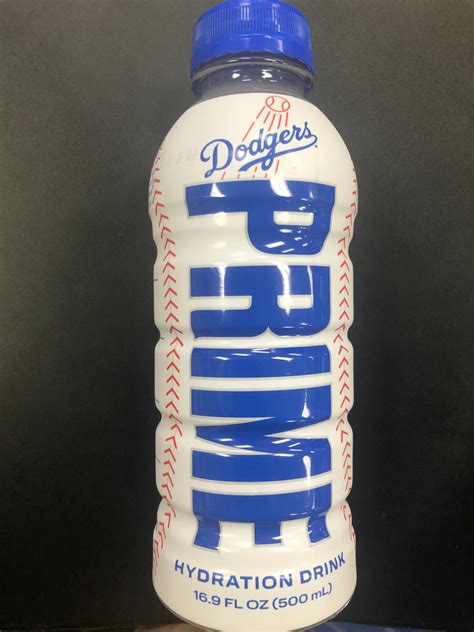 Dodgers
PRIME
HYDRATION DRINK
16.9 FL OZ (500 mL)